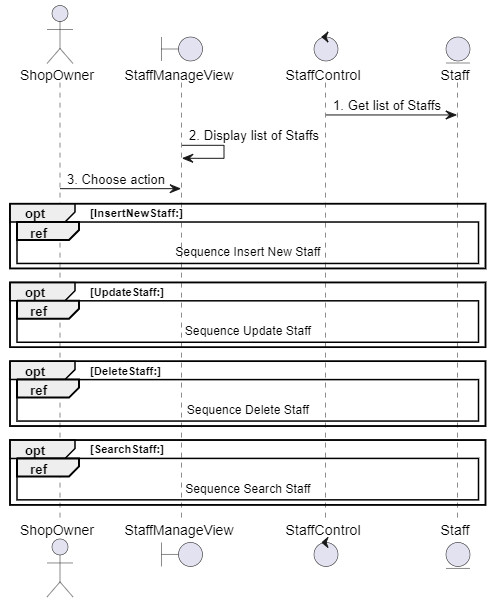 ShopOwner StaffManageView StaffControl Staff
1. Get list of Staffs
2. Display list of Staffs
3. Choose action
opt [InsertNewStaff:]
ref
Sequence Insert New Staff
opt [UpdateStaff:]
ref
Sequence Update Staff
opt [DeleteStaff:]
ref
Sequence Delete Staff
opt [SearchStaff:]
ref
Sequence Search Staff
ShopOwner StaffManageView StaffControl Staff